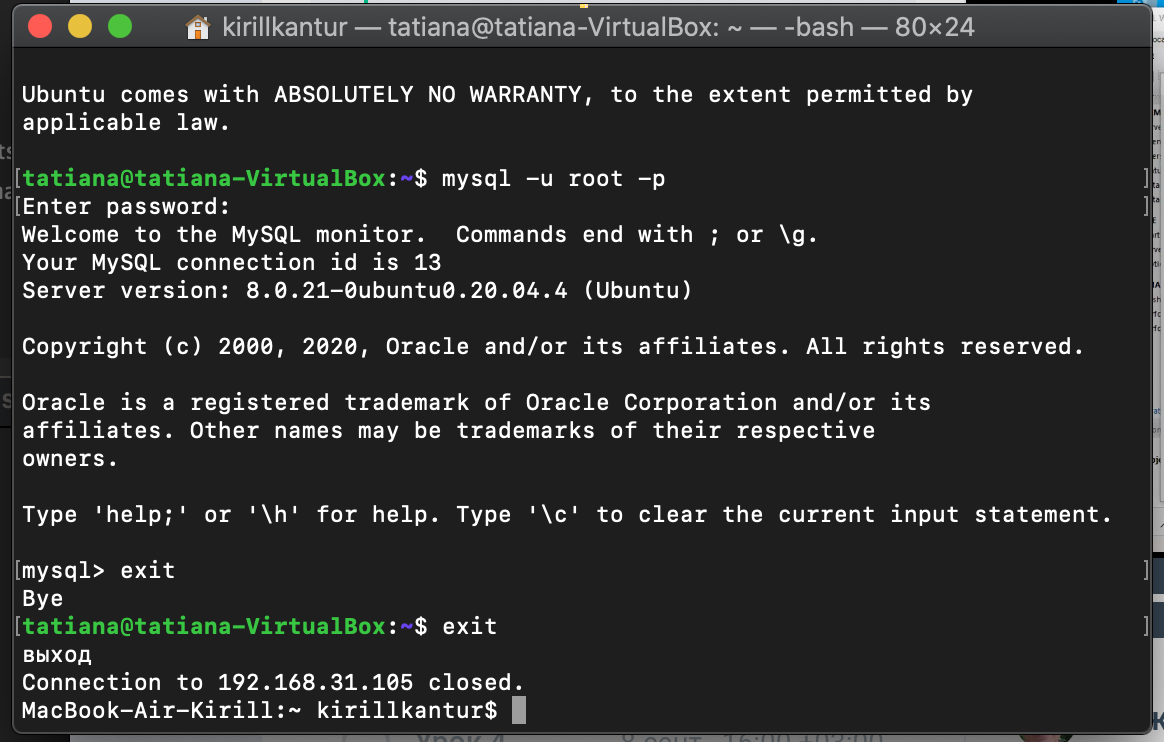 kirillkantur — tatiana@tatiana-VirtualBox: ~ — -bash — 80×24
Ubuntu comes with ABSOLUTELY NO WARRANTY, to the extent permitted by
applicable law.
[tatiana@tatiana-VirtualBox:~$ mysql -u root -p ]
[Enter password: ]
Welcome to the MySQL monitor.  Commands end with ; or \g.
Your MySQL connection id is 13
Server version: 8.0.21-0ubuntu0.20.04.4 (Ubuntu)
Copyright (c) 2000, 2020, Oracle and/or its affiliates. All rights reserved.
Oracle is a registered trademark of Oracle Corporation and/or its
affiliates. Other names may be trademarks of their respective
owners.
Type 'help;' or '\h' for help. Type '\c' to clear the current input statement.
[mysql> exit ]
Bye
[tatiana@tatiana-VirtualBox:~$ exit ]
выход
Connection to 192.168.31.105 closed.
MacBook-Air-Kirill:~ kirillkantur$